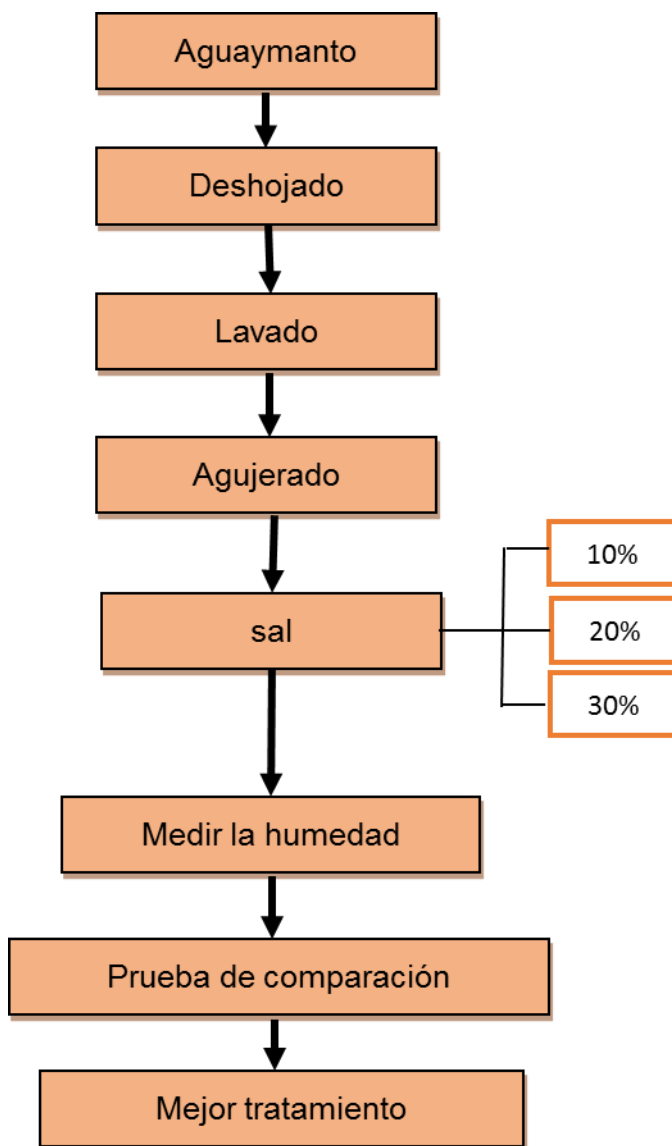 Aguaymanto
Deshojado
Lavado
Agujerado
sal
10%
20%
30%
Medir la humedad
Prueba de comparación
Mejor tratamiento